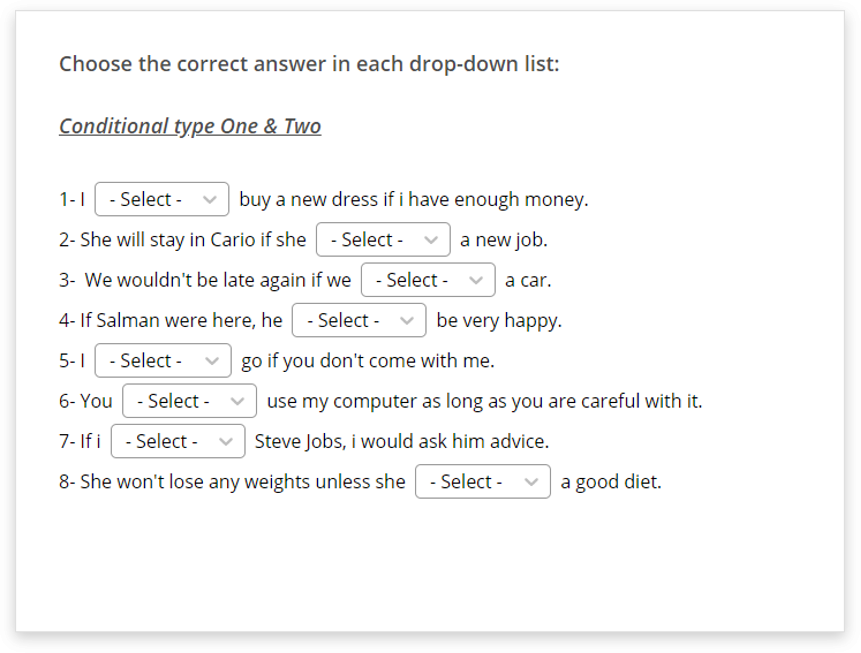 Choose the correct answer in each drop-down list:
Conditional type One & Two
1- I - Select - buy a new dress if i have enough money.
2- She will stay in Cario if she - Select - a new job.
3- We wouldn't be late again if we - Select - a car.
4- If Salman were here, he - Select - be very happy.
5- I - Select - go if you don't come with me.
6- You - Select - use my computer as long as you are careful with it.
7- If i - Select - Steve Jobs, i would ask him advice.
8- She won't lose any weights unless she - Select - a good diet.